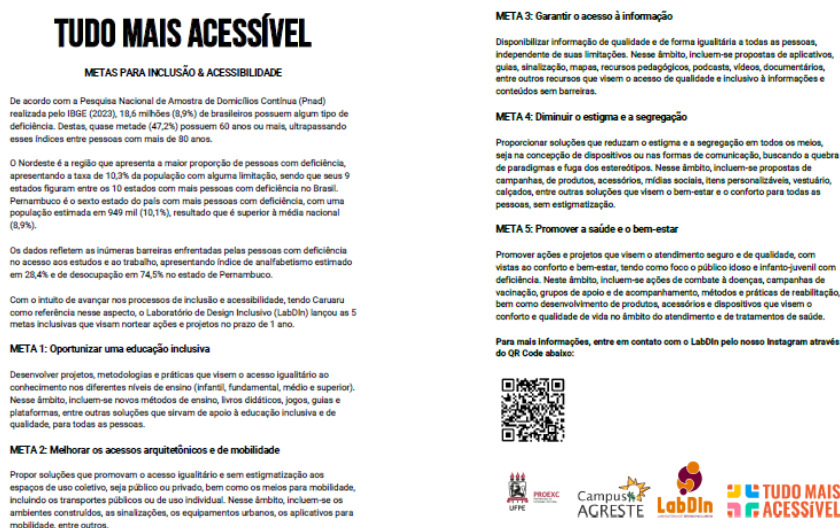 TUDO MAIS ACESSÍVEL
METAS PARA INCLUSÃO & ACESSIBILIDADE
De acordo com a Pesquisa Nacional de Amostra de Domicílios Contínua (Pnad)
realizada pelo IBGE (2023), 18,6 milhões (8,9%) de brasileiros possuem algum tipo de
deficiência. Destas, quase metade (47,2%) possuem 60 anos ou mais, ultrapassando
esses índices entre pessoas com mais de 80 anos.
O Nordeste é a região que apresenta a maior proporção de pessoas com deficiência,
apresentando a taxa de 10,3% da população com alguma limitação, sendo que seus 9
estados figuram entre os 10 estados com mais pessoas com deficiência no Brasil.
Pernambuco é o sexto estado do país com mais pessoas com deficiência, com uma
população estimada em 949 mil (10,1%), resultado que é superior à média nacional
(8,9%).
Os dados refletem as inúmeras barreiras enfrentadas pelas pessoas com deficiência
no acesso aos estudos e ao trabalho, apresentando índice de analfabetismo estimado
em 28,4% e de desocupação em 74,5% no estado de Pernambuco.
Com o intuito de avançar nos processos de inclusão e acessibilidade, tendo Caruaru
como referência nesse aspecto, o Laboratório de Design Inclusivo (LabDIn) lançou as 5
metas inclusivas que visam nortear ações e projetos no prazo de 1 ano.
META 1: Oportunizar uma educação inclusiva
Desenvolver projetos, metodologias e práticas que visem o acesso igualitário ao
conhecimento nos diferentes níveis de ensino (infantil, fundamental, médio e superior).
Nesse âmbito, incluem-se novos métodos de ensino, livros didáticos, jogos, guias e
plataformas, entre outras soluções que sirvam de apoio à educação inclusiva e de
qualidade, para todas as pessoas.
META 2: Melhorar os acessos arquitetônicos e de mobilidade
Propor soluções que promovam o acesso igualitário e sem estigmatização aos
espaços de uso coletivo, seja público ou privado, bem como os meios para mobilidade,
incluindo os transportes públicos ou de uso individual. Nesse âmbito, incluem-se os
ambientes construídos, as sinalizações, os equipamentos urbanos, os aplicativos para
mobilidade, entre outros.
META 3: Garantir o acesso à informação
Disponibilizar informação de qualidade e de forma igualitária a todas as pessoas,
independente de suas limitações. Nesse âmbito, incluem-se propostas de aplicativos,
guias, sinalização, mapas, recursos pedagógicos, podcasts, vídeos, documentários,
entre outros recursos que visem o acesso de qualidade e inclusivo à informações e
conteúdos sem barreiras.
META 4: Diminuir o estigma e a segregação
Proporcionar soluções que reduzam o estigma e a segregação em todos os meios,
seja na concepção de dispositivos ou nas formas de comunicação, buscando a quebra
de paradigmas e fuga dos estereótipos. Nesse âmbito, incluem-se propostas de
campanhas, de produtos, acessórios, mídias sociais, itens personalizáveis, vestuário,
calçados, entre outras soluções que visem o bem-estar e o conforto para todas as
pessoas, sem estigmatização.
META 5: Promover a saúde e o bem-estar
Promover ações e projetos que visem o atendimento seguro e de qualidade, com
vistas ao conforto e bem-estar, tendo como foco o público idoso e infanto-juvenil com
deficiência. Neste âmbito, incluem-se ações de combate à doenças, campanhas de
vacinação, grupos de apoio e de acompanhamento, métodos e práticas de reabilitação,
bem como desenvolvimento de produtos, acessórios e dispositivos que visem o
conforto e qualidade de vida no âmbito do atendimento e de tratamentos de saúde.
Para mais informações, entre em contato com o LabDIn pelo nosso Instagram através
do QR Code abaixo:
UFPE
PROEXC
Campus
AGRESTE
LabDIn
TUDO MAIS
ACESSÍVEL